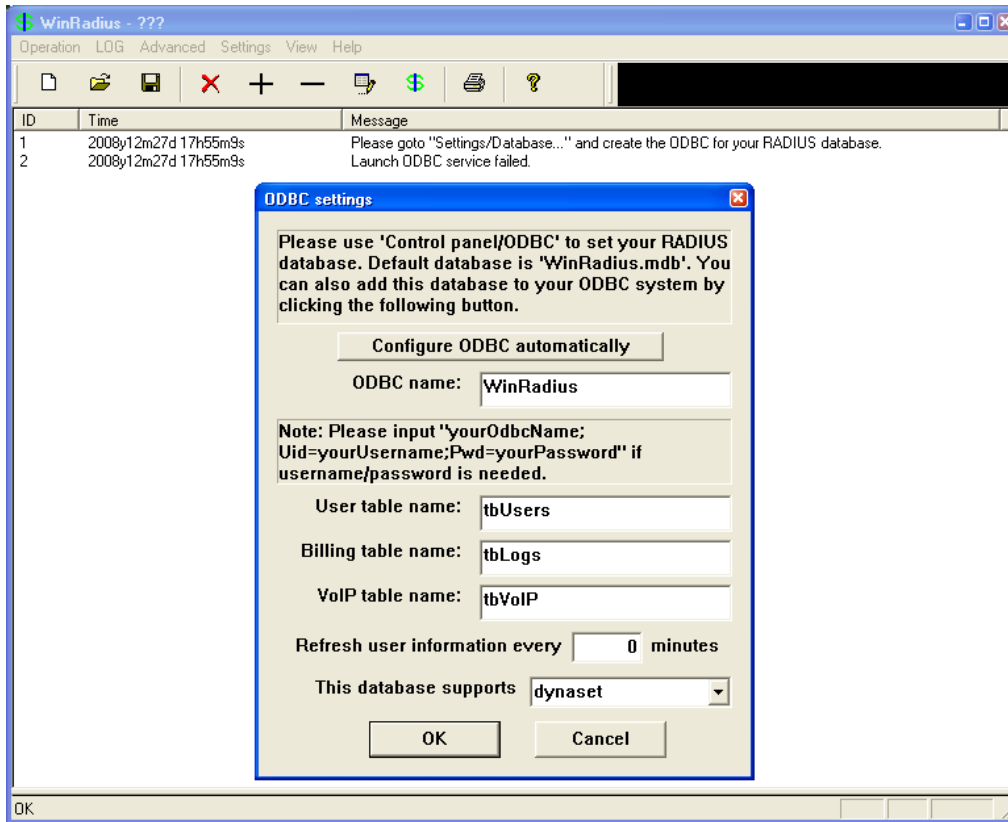 WinRadius - ???
Operation LOG Advanced Settings View Help
ID Time Message
1 2008y12m27d 17h55m9s Please goto "Settings/Database..." and create the ODBC for your RADIUS database.
2 2008y12m27d 17h55m9s Launch ODBC service failed.
ODBC settings
Please use 'Control panel/ODBC' to set your RADIUS
database. Default database is 'WinRadius.mdb'. You
can also add this database to your ODBC system by
clicking the following button.
Configure ODBC automatically
ODBC name: WinRadius
Note: Please input "yourOdbcName;
Uid=yourUsername;Pwd=yourPassword" if
username/password is needed.
User table name: tbUsers
Billing table name: tbLogs
VoIP table name: tbVoIP
Refresh user information every 0 minutes
This database supports dynaset
OK Cancel
OK